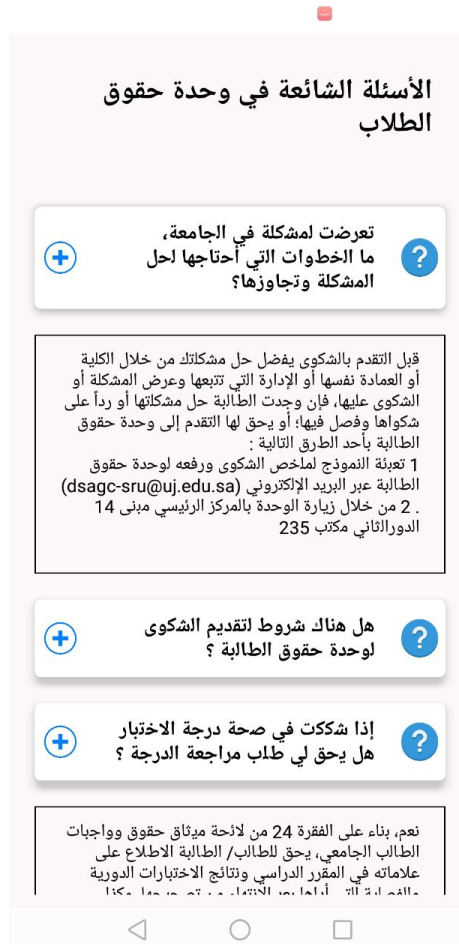 الأسئلة الشائعة في وحدة حقوق
الطلاب
تعرضت لمشكلة في الجامعة،
ما الخطوات التي أحتاجها لحل
المشكلة وتجاوزها؟
قبل التقدم بالشكوى يفضل حل مشكلتك من خلال الكلية
أو العمادة نفسها أو الإدارة التي تتبعها وعرض المشكلة أو
الشكوى عليها، فإن وجدت الطالبة حل مشكلتها أو رداً على
شكواها وفصل فيها؛ أو يحق لها التقدم إلى وحدة حقوق
الطالبة بأحد الطرق التالية :
1 تعبئة النموذج لملخص الشكوى ورفعه لوحدة حقوق
الطالبة عبر البريد الإلكتروني (dsagc-sru@uj.edu.sa)
. 2 من خلال زيارة الوحدة بالمركز الرئيسي مبنى 14
الدورالثاني مكتب 235
هل هناك شروط لتقديم الشكوى
لوحدة حقوق الطالبة ؟
إذا شككت في صحة درجة الاختبار
هل يحق لي طلب مراجعة الدرجة ؟
نعم، بناء على الفقرة 24 من لائحة ميثاق حقوق وواجبات
الطالب الجامعي، يحق للطالب/ الطالبة الاطلاع على
علاماته في المقرر الدراسي ونتائج الاختبارات الدورية